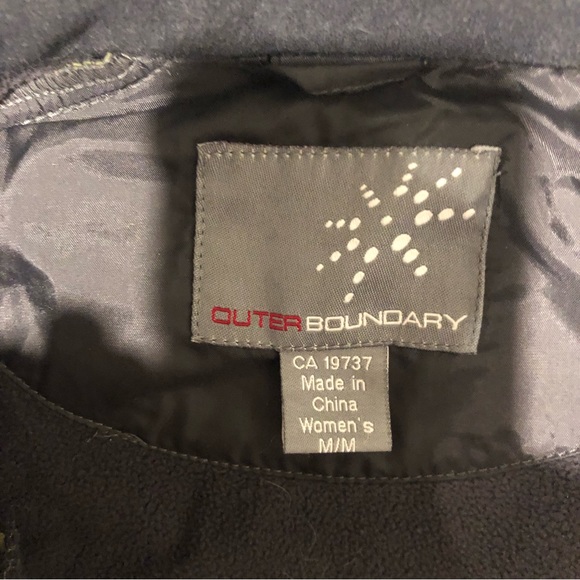 OUTER BOUNDARY
CA 19737
Made in
China
Women's
M/M